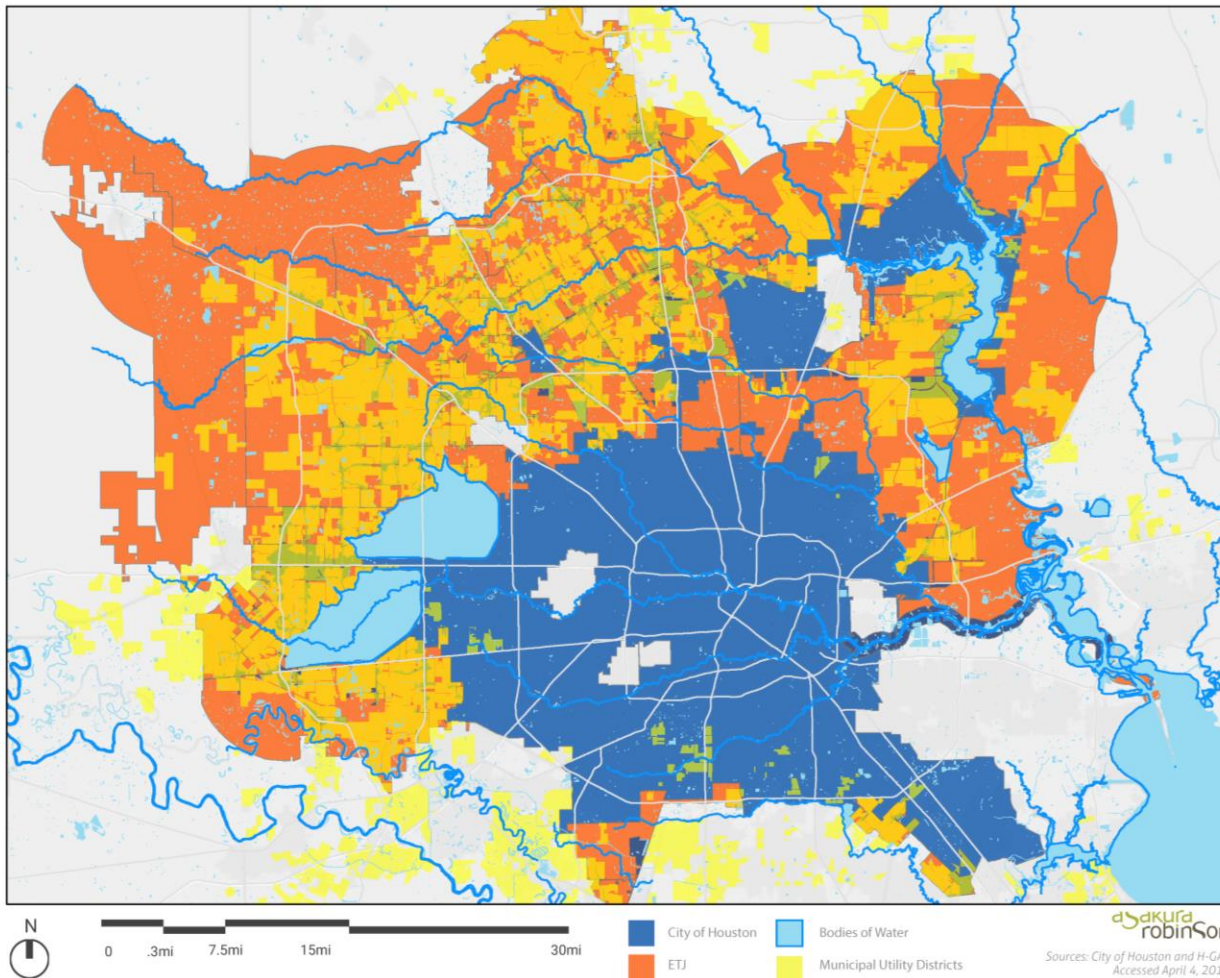 N
0 .3mi 7.5mi 15mi 30mi
City of Houston
ETJ
Bodies of Water
Municipal Utility Districts
asakura
robinson
Sources: City of Houston and
Accessed April 4,